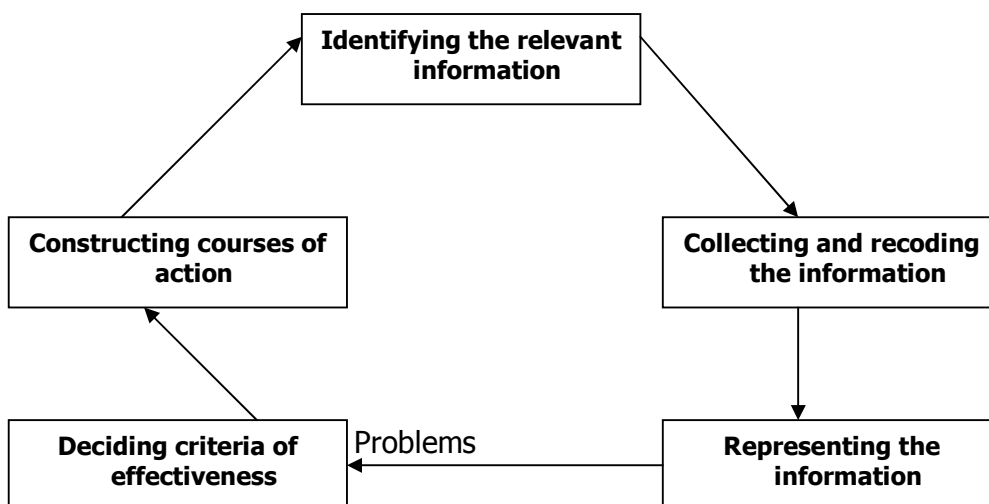 Identifying the relevant
information
Constructing courses of
action
Collecting and recoding
the information
Deciding criteria of
effectiveness
Problems
Representing the
information